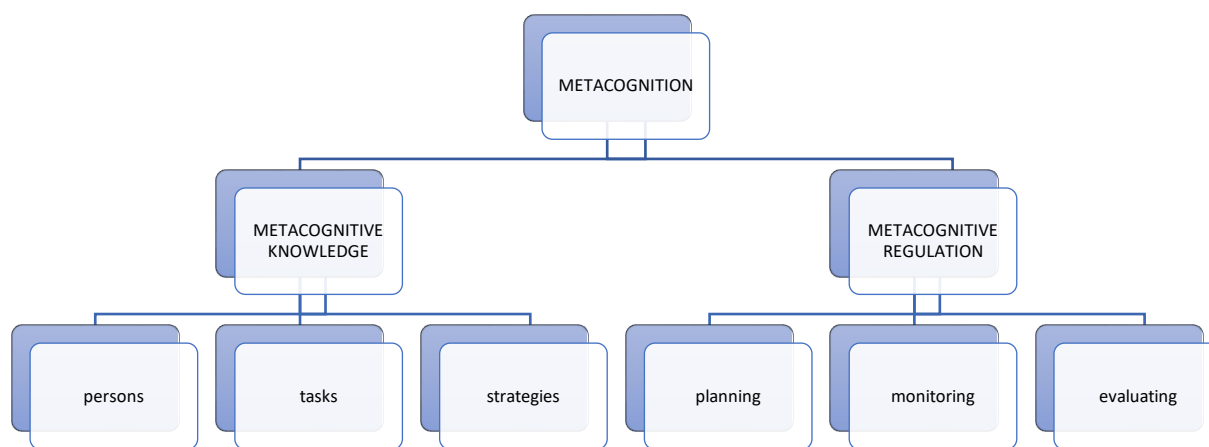 METACOGNITION
METACOGNITIVE
KNOWLEDGE
METACOGNITIVE
REGULATION
persons
tasks
strategies
planning
monitoring
evaluating